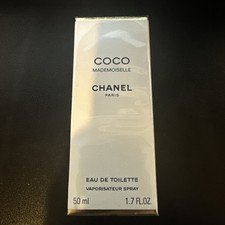 COCO
MADEMOISELLE
CHANEL
PARIS
EAU DE TOILETTE
VAPORISATEUR SPRAY
50 ml 1.7 FL.OZ.